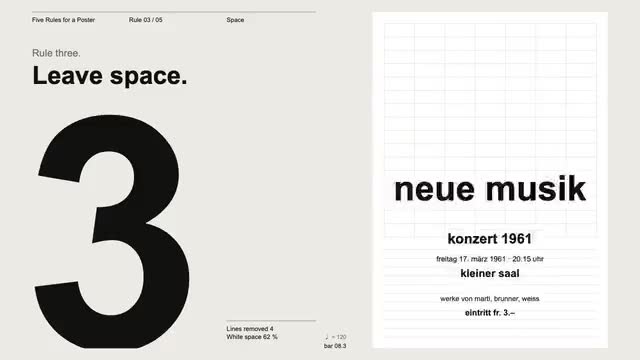 Five Rules for a Poster
Rule 03 / 05
Space
Rule three.
Leave space.
3
Lines removed 4
White space 62 %
♩ = 120
bar 08.3
neue musik
konzert 1961
freitag 17. märz 1961 · 20.15 uhr
kleiner saal
werke von marti, brunner, weiss
eintritt fr. 3.–